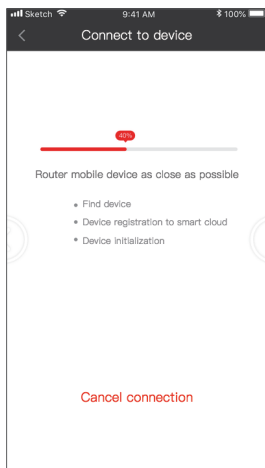 Sketch 9:41 AM 100%
Connect to device
40%
Router mobile device as close as possible
Find device
Device registration to smart cloud
Device initialization
Cancel connection